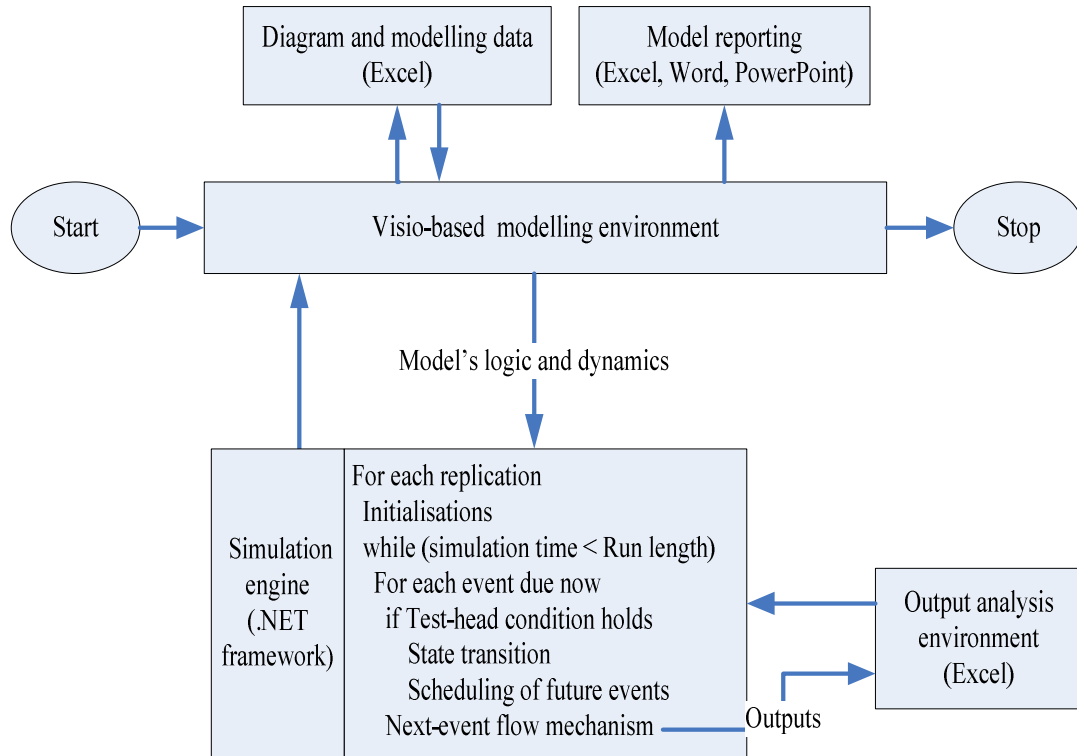 Diagram and modelling data
(Excel)
Model reporting
(Excel, Word, PowerPoint)
Start
Visio-based modelling environment
Stop
Model's logic and dynamics
Simulation
engine
(.NET
framework)
For each replication
Initialisations
while (simulation time < Run length)
For each event due now
if Test-head condition holds
State transition
Scheduling of future events
Next-event flow mechanism
Outputs
Output analysis
environment
(Excel)